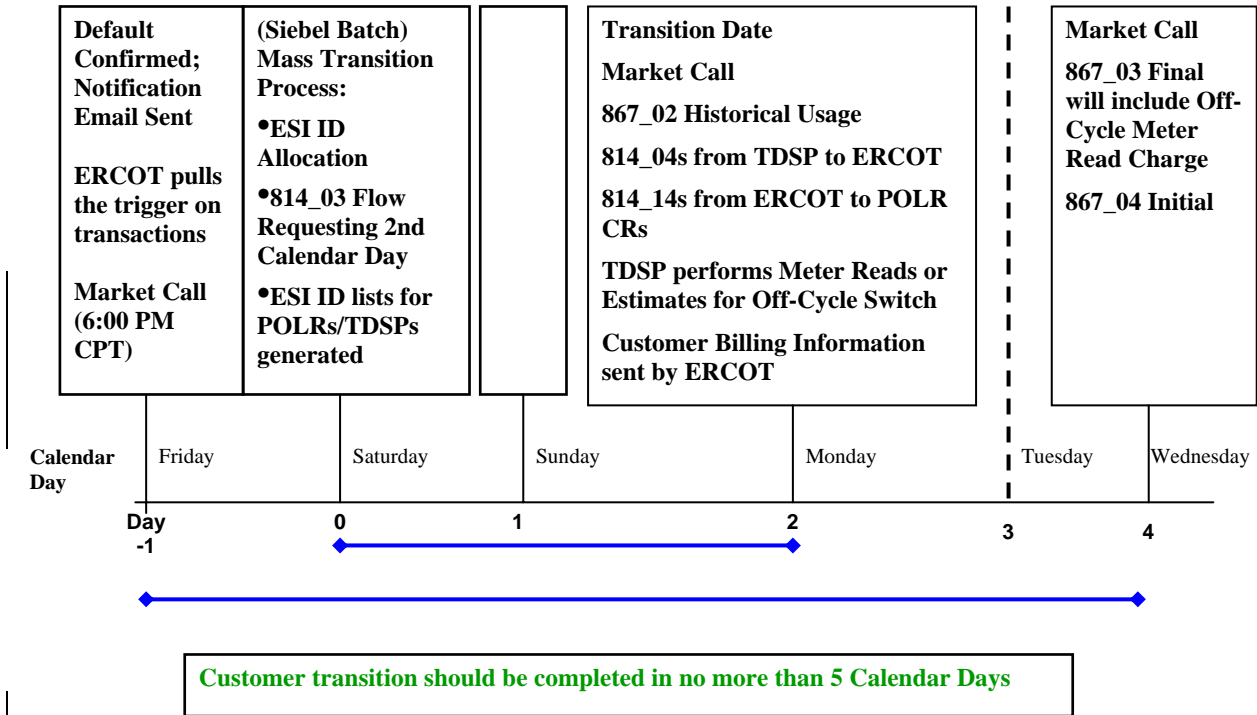 Default
Confirmed;
Notification
Email Sent
ERCOT pulls
the trigger on
transactions
Market Call
(6:00 PM
CPT)
(Siebel Batch)
Mass Transition
Process:
•ESI ID
Allocation
•814_03 Flow
Requesting 2nd
Calendar Day
•ESI ID lists for
POLRs/TDSPs
generated
Transition Date
Market Call
867_02 Historical Usage
814_04s from TDSP to ERCOT
814_14s from ERCOT to POLR
CRs
TDSP performs Meter Reads or
Estimates for Off-Cycle Switch
Customer Billing Information
sent by ERCOT
Market Call
867_03 Final
will include Off-
Cycle Meter
Read Charge
867_04 Initial
Calendar
Day
Friday
Saturday
Sunday
Monday
Tuesday
Wednesday
Day
-1
0
1
2
3
4
Customer transition should be completed in no more than 5 Calendar Days